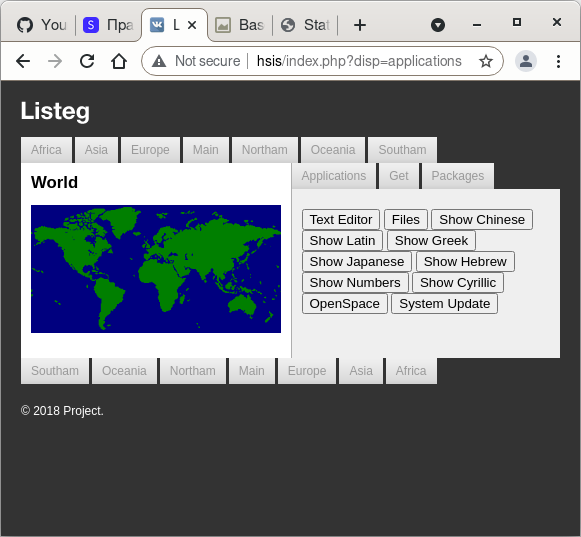 You
Пра
L
Bas
Stat
Not secure hsis/index.php?disp=applications
Listeg
Africa Asia Europe Main Northam Oceania Southam
World
Applications Get Packages
Text Editor Files Show Chinese
Show Latin Show Greek
Show Japanese Show Hebrew
Show Numbers Show Cyrillic
OpenSpace System Update
Southam Oceania Northam Main Europe Asia Africa
© 2018 Project.